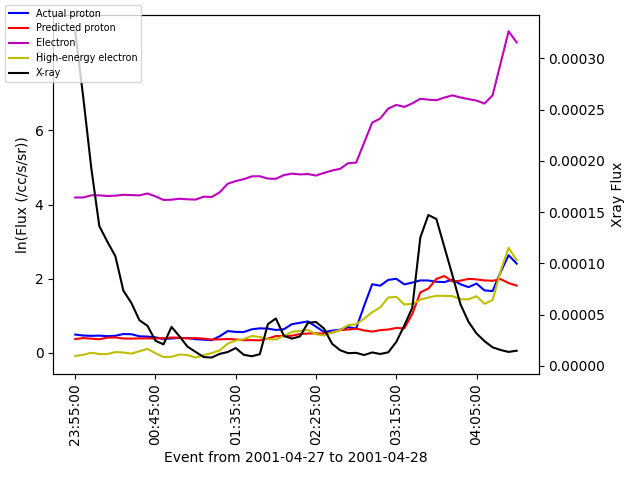 Actual proton
Predicted proton
Electron
High-energy electron
X-ray
ln(Flux (/cc/s/sr))
6
4
2
0
Xray Flux
0.00030
0.00025
0.00020
0.00015
0.00010
0.00005
0.00000
23:55:00
00:45:00
01:35:00
02:25:00
03:15:00
04:05:00
Event from 2001-04-27 to 2001-04-28